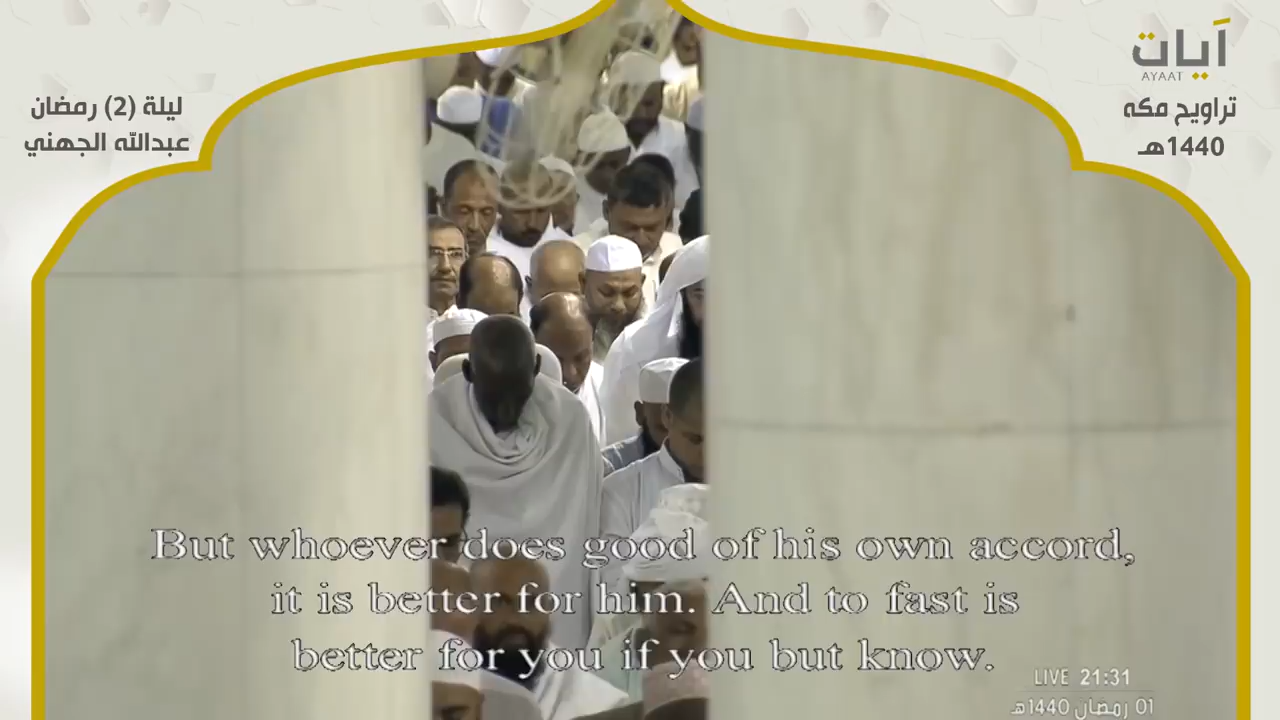 آيات
AYAAT
تراويح مكه
1440هـ
ليلة (2) رمضان
عبدالله الجهني
But whoever does good of his own accord,
it is better for him. And to fast is
better for you if you but know.
LIVE 21:31
01 رمضان 1440هـ